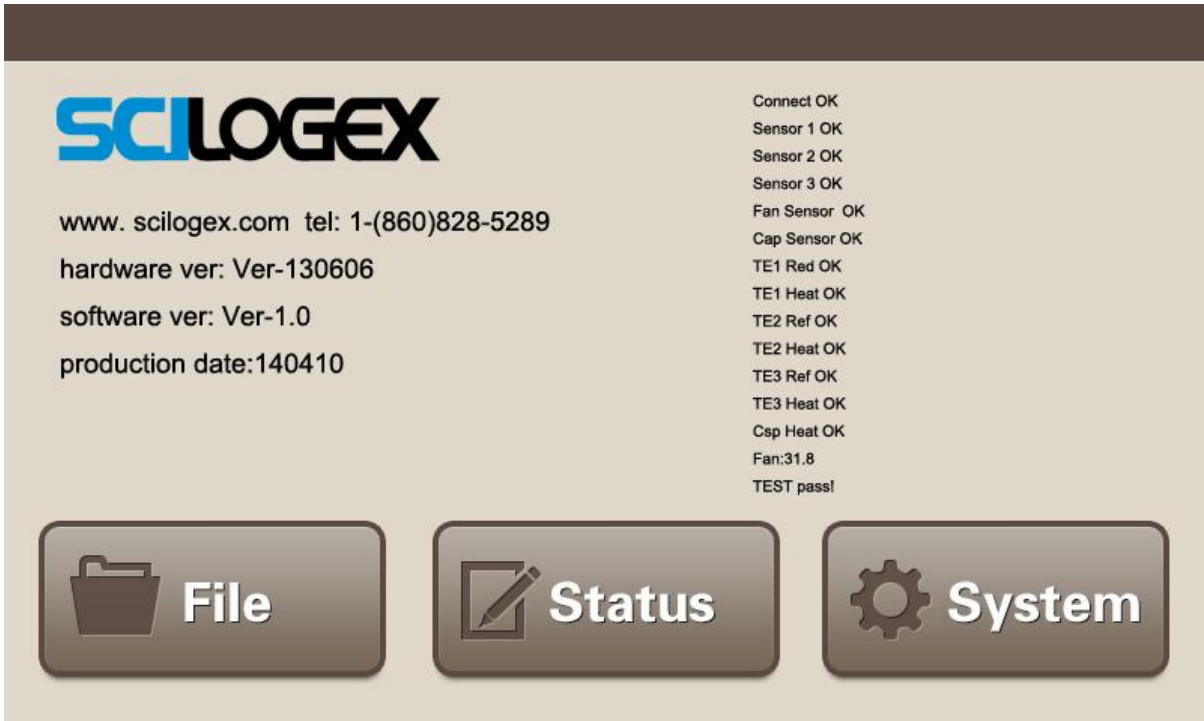 SCILOGEX
www. scilogex.com tel: 1-(860)828-5289
hardware ver: Ver-130606
software ver: Ver-1.0
production date:140410
Connect OK
Sensor 1 OK
Sensor 2 OK
Sensor 3 OK
Fan Sensor OK
Cap Sensor OK
TE1 Red OK
TE1 Heat OK
TE2 Ref OK
TE2 Heat OK
TE3 Ref OK
TE3 Heat OK
Csp Heat OK
Fan:31.8
TEST pass!
File
Status
System